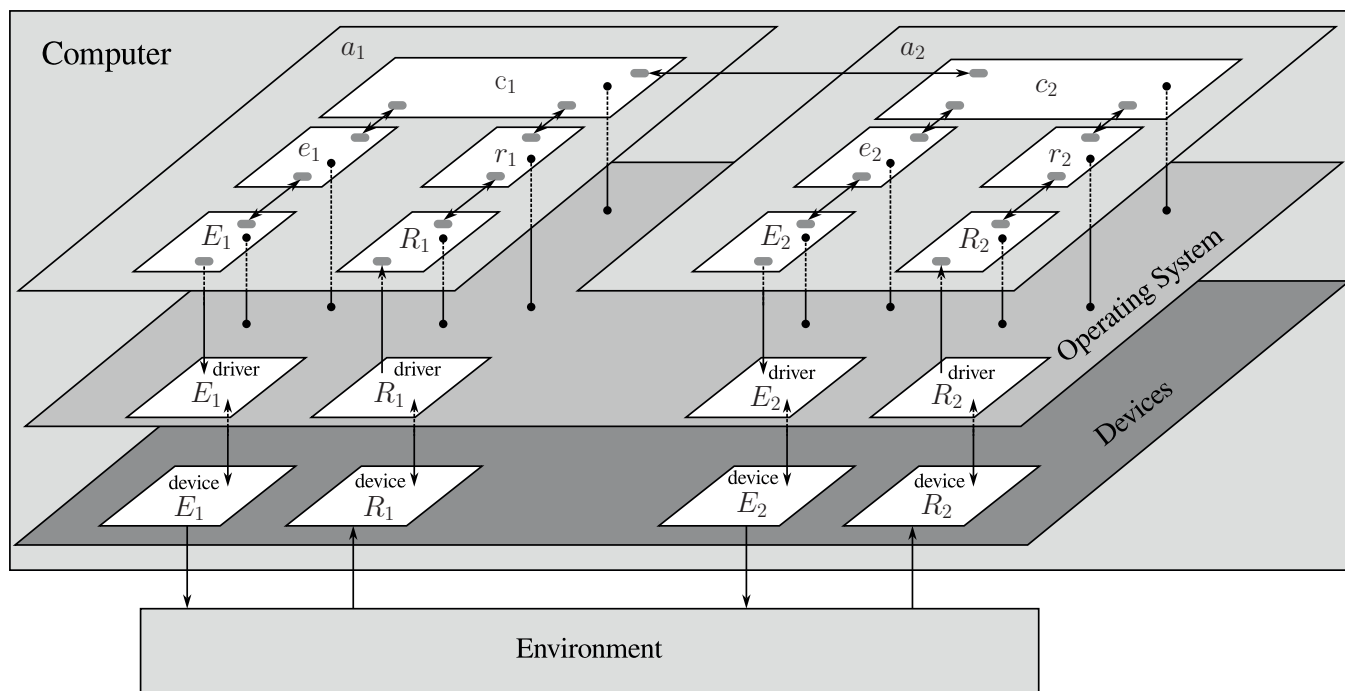 Computer
a₁
a₂
c₁
c₂
e₁
r₁
e₂
r₂
E₁
R₁
E₂
R₂
Operating System
driver
E₁
driver
R₁
driver
E₂
driver
R₂
Devices
device
E₁
device
R₁
device
E₂
device
R₂
Environment